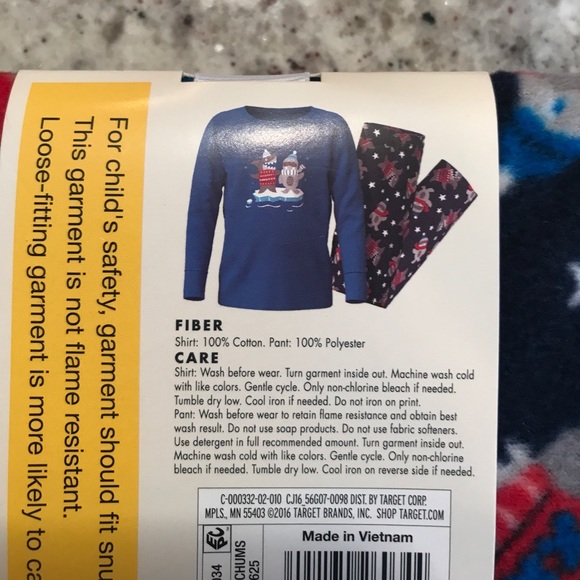 For child's safety, garment should fit snu
This garment is not flame resistant.
Loose-fitting garment is more likely to ca
FIBER
Shirt: 100% Cotton. Pant: 100% Polyester
CARE
Shirt: Wash before wear. Turn garment inside out. Machine wash cold
with like colors. Gentle cycle. Only non-chlorine bleach if needed.
Tumble dry low. Cool iron if needed. Do not iron on print.
Pant: Wash before wear to retain flame resistance and obtain best
wash result. Do not use soap products. Do not use fabric softeners.
Use detergent in full recommended amount. Turn garment inside out.
Machine wash cold with like colors. Gentle cycle. Only non-chlorine
bleach if needed. Tumble dry low. Cool iron on reverse side if needed.
C-000332-02-010 CJ16_56G07-0098 DIST. BY TARGET CORP.
MPLS., MN 55403 ©2016 TARGET BRANDS, INC. SHOP TARGET.COM
Made in Vietnam
EPC
934
CHUMS
625